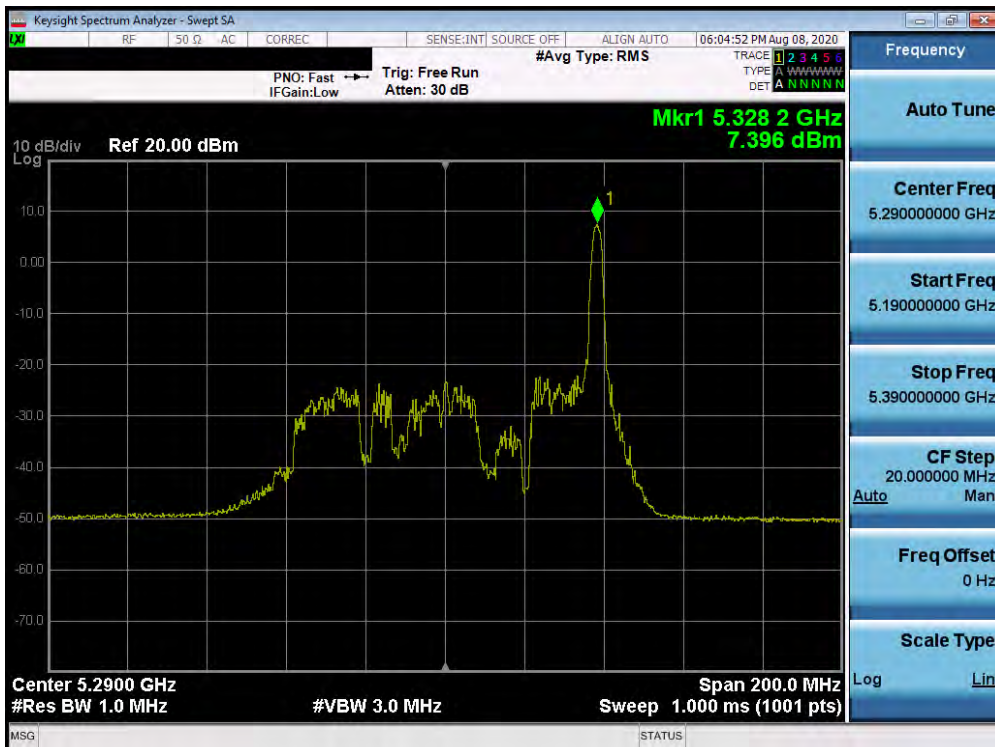 Keysight Spectrum Analyzer - Swept SA
LXI RF 50 Ω AC CORREC SENSE:INT SOURCE OFF ALIGN AUTO 06:04:52 PM Aug 08, 2020
#Avg Type: RMS
TRACE 1 2 3 4 5 6
PNO: Fast Trig: Free Run
TYPE A WWWWW
IFGain:Low Atten: 30 dB
DET A N N N N N
Mkr1 5.328 2 GHz
7.396 dBm
10 dB/div Ref 20.00 dBm
Log
1
10.0
0.00
-10.0
-20.0
-30.0
-40.0
-50.0
-60.0
-70.0
Center 5.2900 GHz Span 200.0 MHz
#Res BW 1.0 MHz #VBW 3.0 MHz Sweep 1.000 ms (1001 pts)
MSG STATUS
Frequency
Auto Tune
Center Freq
5.290000000 GHz
Start Freq
5.190000000 GHz
Stop Freq
5.390000000 GHz
CF Step
20.000000 MHz
Auto Man
Freq Offset
0 Hz
Scale Type
Log Lin